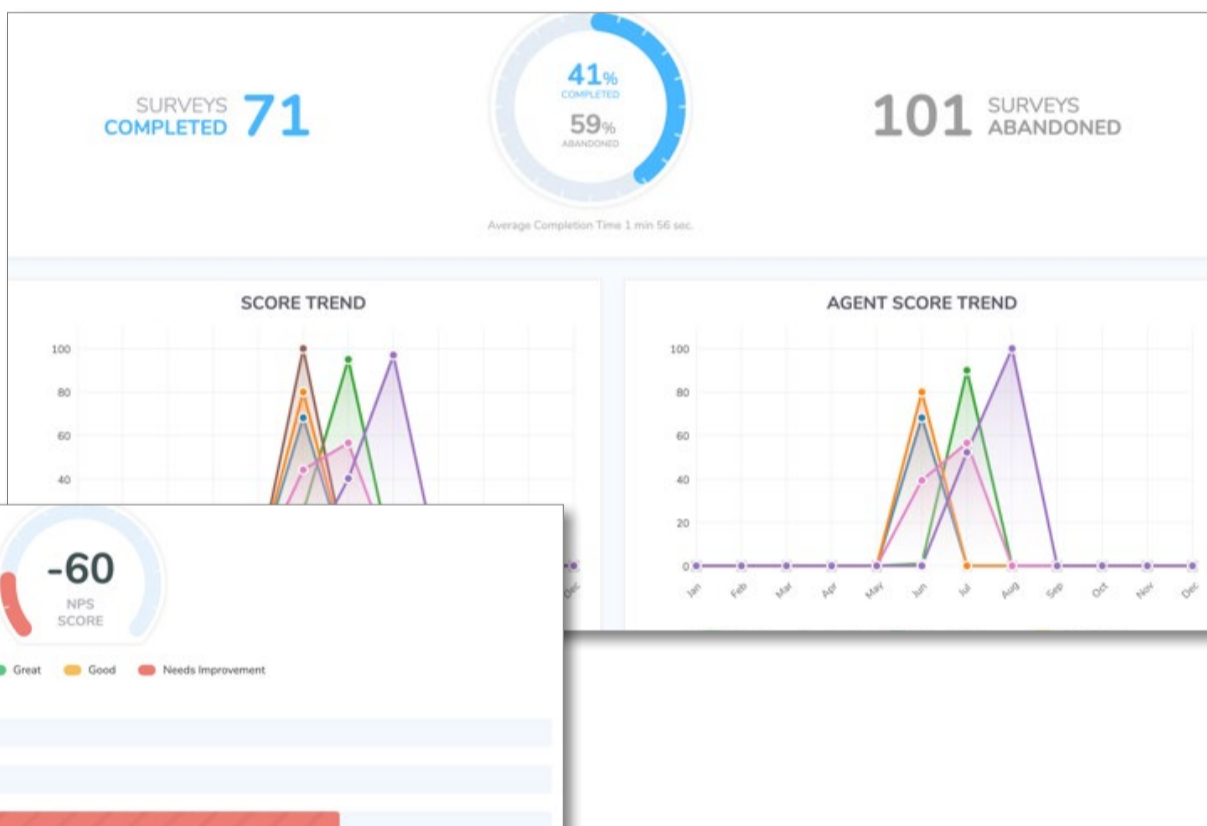 SURVEYS
COMPLETED 71
41%
COMPLETED
59%
ABANDONED
101 SURVEYS
ABANDONED
Average Completion Time 1 min 56 sec.
SCORE TREND
100
80
60
40
Dec
AGENT SCORE TREND
100
80
60
40
20
0
Jan Feb Mar Apr May Jun Jul Aug Sep Oct Nov Dec
-60
NPS
SCORE
Great Good Needs Improvement